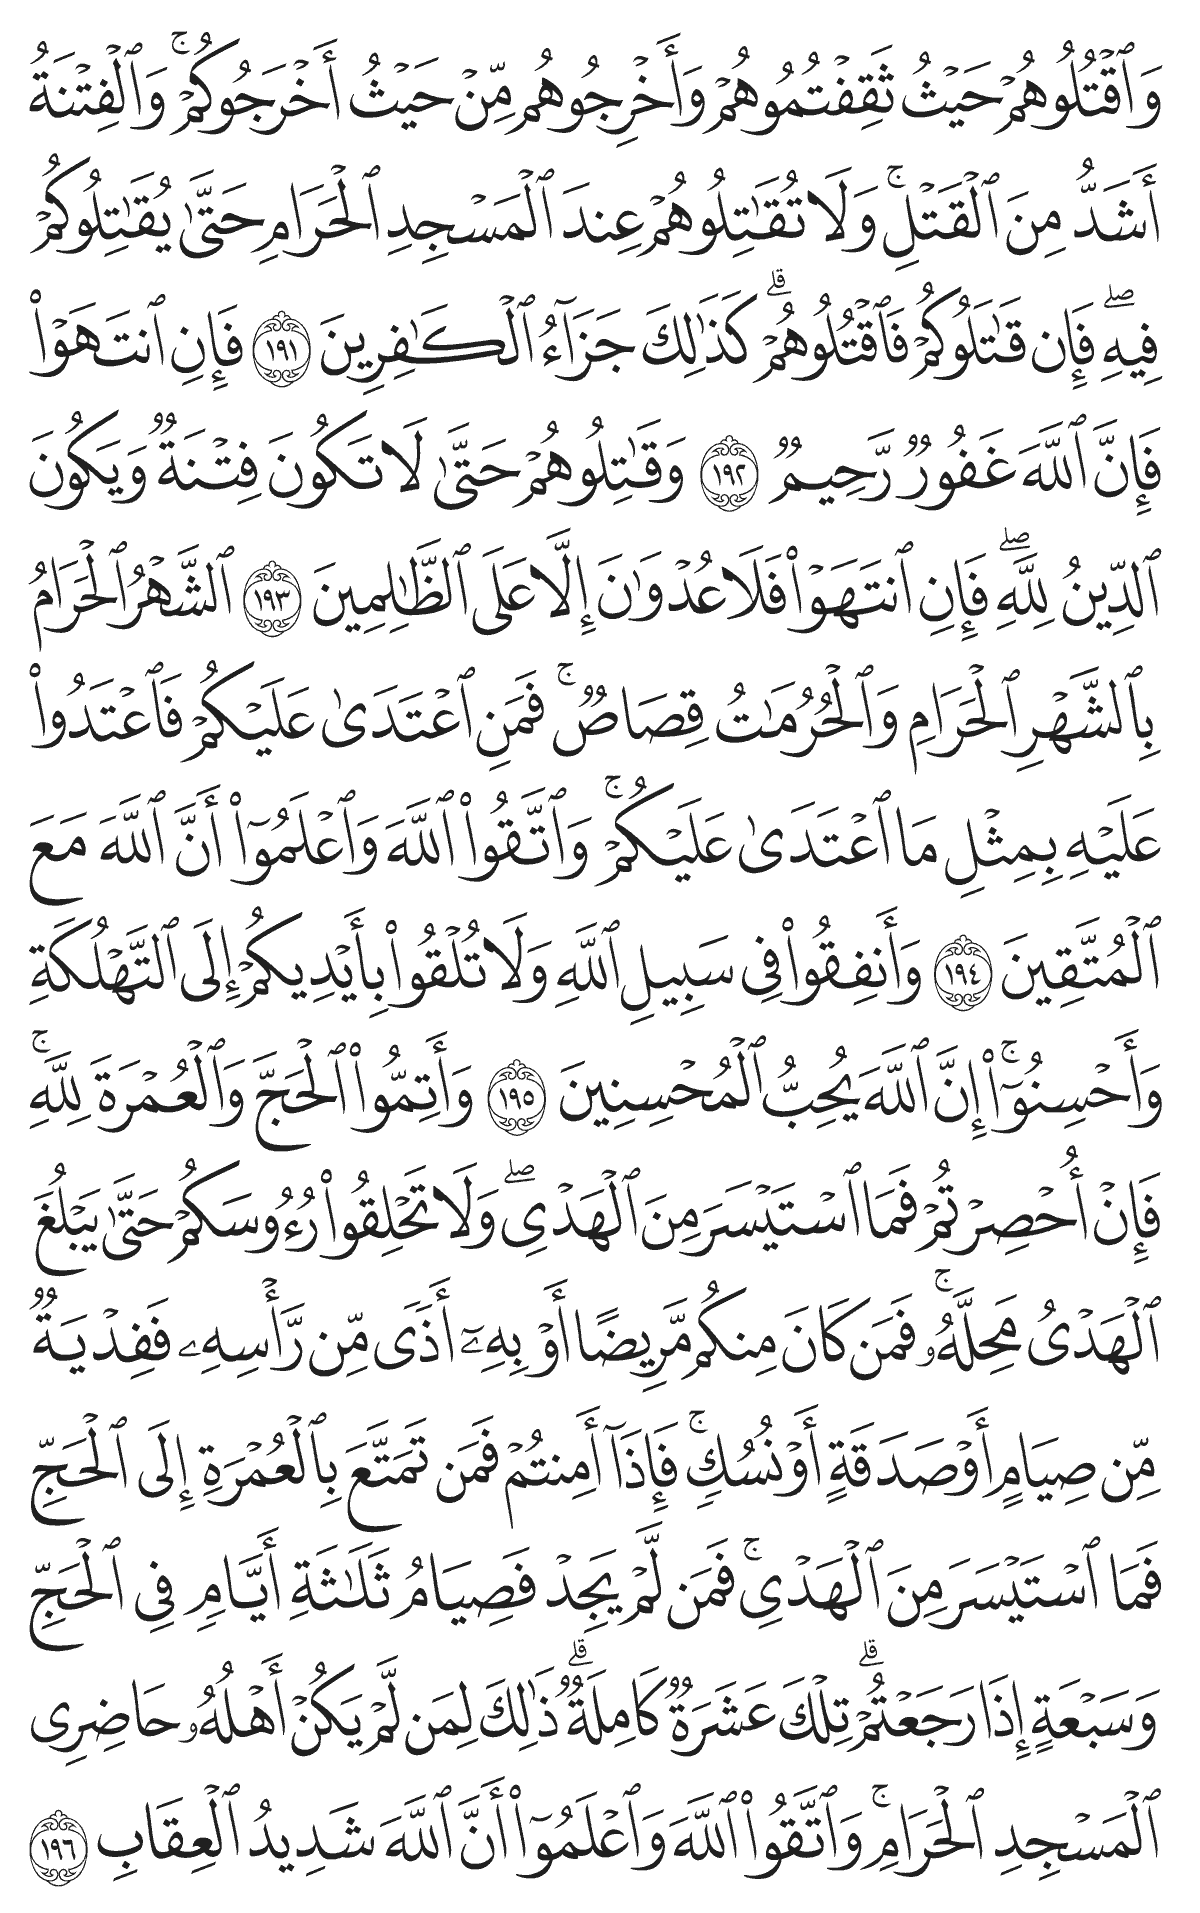 وَٱقۡتُلُوهُمۡ حَيۡثُ ثَقِفۡتُمُوهُمۡ وَأَخۡرِجُوهُم مِّنۡ حَيۡثُ أَخۡرَجُوكُمۡۚ وَٱلۡفِتۡنَةُ
أَشَدُّ مِنَ ٱلۡقَتۡلِۚ وَلَا تُقَٰتِلُوهُمۡ عِندَ ٱلۡمَسۡجِدِ ٱلۡحَرَامِ حَتَّىٰ يُقَٰتِلُوكُمۡ
فِيهِۖ فَإِن قَٰتَلُوكُمۡ فَٱقۡتُلُوهُمۡۗ كَذَٰلِكَ جَزَآءُ ٱلۡكَٰفِرِينَ ١٩١ فَإِنِ ٱنتَهَوۡاْ
فَإِنَّ ٱللَّهَ غَفُورٞ رَّحِيمٞ ١٩٢ وَقَٰتِلُوهُمۡ حَتَّىٰ لَا تَكُونَ فِتۡنَةٞ وَيَكُونَ
ٱلدِّينُ لِلَّهِۖ فَإِنِ ٱنتَهَوۡاْ فَلَا عُدۡوَٰنَ إِلَّا عَلَى ٱلظَّٰلِمِينَ ١٩٣ ٱلشَّهۡرُ ٱلۡحَرَامُ
بِٱلشَّهۡرِ ٱلۡحَرَامِ وَٱلۡحُرُمَٰتُ قِصَاصٞۚ فَمَنِ ٱعۡتَدَىٰ عَلَيۡكُمۡ فَٱعۡتَدُواْ
عَلَيۡهِ بِمِثۡلِ مَا ٱعۡتَدَىٰ عَلَيۡكُمۡۚ وَٱتَّقُواْ ٱللَّهَ وَٱعۡلَمُوٓاْ أَنَّ ٱللَّهَ مَعَ
ٱلۡمُتَّقِينَ ١٩٤ وَأَنفِقُواْ فِي سَبِيلِ ٱللَّهِ وَلَا تُلۡقُواْ بِأَيۡدِيكُمۡ إِلَى ٱلتَّهۡلُكَةِ
وَأَحۡسِنُوٓاْۚ إِنَّ ٱللَّهَ يُحِبُّ ٱلۡمُحۡسِنِينَ ١٩٥ وَأَتِمُّواْ ٱلۡحَجَّ وَٱلۡعُمۡرَةَ لِلَّهِۚ
فَإِنۡ أُحۡصِرۡتُمۡ فَمَا ٱسۡتَيۡسَرَ مِنَ ٱلۡهَدۡيِۖ وَلَا تَحۡلِقُواْ رُءُوسَكُمۡ حَتَّىٰ يَبۡلُغَ
ٱلۡهَدۡيُ مَحِلَّهُۥۚ فَمَن كَانَ مِنكُم مَّرِيضًا أَوۡ بِهِۦٓ أَذٗى مِّن رَّأۡسِهِۦ فَفِدۡيَةٞ
مِّن صِيَامٍ أَوۡ صَدَقَةٍ أَوۡ نُسُكٖۚ فَإِذَآ أَمِنتُمۡ فَمَن تَمَتَّعَ بِٱلۡعُمۡرَةِ إِلَى ٱلۡحَجِّ
فَمَا ٱسۡتَيۡسَرَ مِنَ ٱلۡهَدۡيِۚ فَمَن لَّمۡ يَجِدۡ فَصِيَامُ ثَلَٰثَةِ أَيَّامٖ فِي ٱلۡحَجِّ
وَسَبۡعَةٍ إِذَا رَجَعۡتُمۡۗ تِلۡكَ عَشَرَةٞ كَامِلَةٞۗ ذَٰلِكَ لِمَن لَّمۡ يَكُنۡ أَهۡلُهُۥ حَاضِرِي
ٱلۡمَسۡجِدِ ٱلۡحَرَامِۚ وَٱتَّقُواْ ٱللَّهَ وَٱعۡلَمُوٓاْ أَنَّ ٱللَّهَ شَدِيدُ ٱلۡعِقَابِ ١٩٦